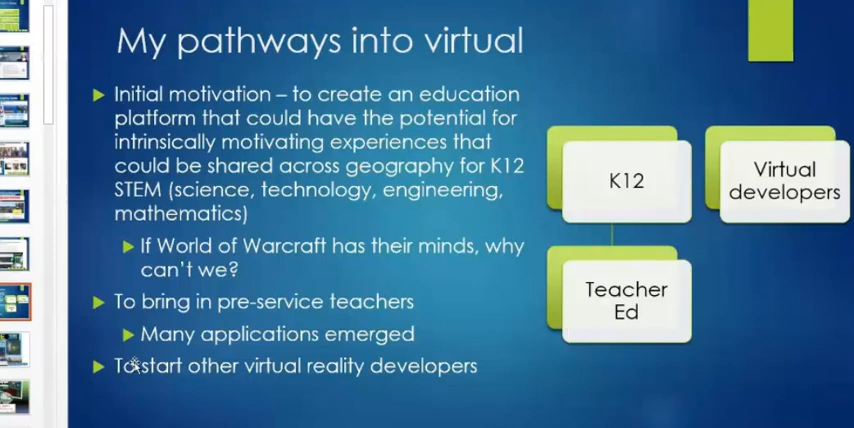 My pathways into virtual
Initial motivation – to create an education
platform that could have the potential for
intrinsically motivating experiences that
could be shared across geography for K12
STEM (science, technology, engineering,
mathematics)
If World of Warcraft has their minds, why
can't we?
To bring in pre-service teachers
Many applications emerged
To start other virtual reality developers
K12
Virtual
developers
Teacher
Ed